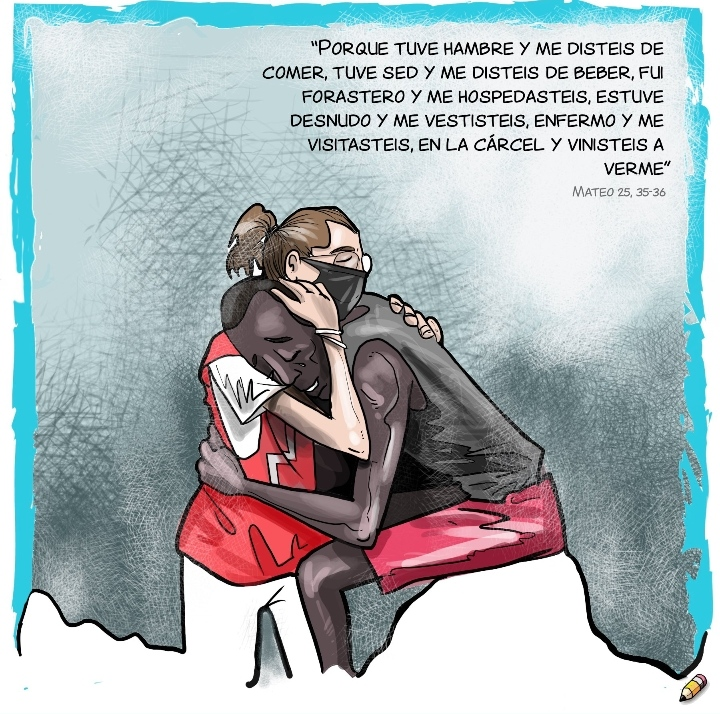 “PORQUE TUVE HAMBRE Y ME DISTEIS DE
COMER, TUVE SED Y ME DISTEIS DE BEBER, FUI
FORASTERO Y ME HOSPEDASTEIS, ESTUVE
DESNUDO Y ME VESTISTEIS, ENFERMO Y ME
VISITASTEIS, EN LA CÁRCEL Y VINISTEIS A
VERME”
MATEO 25, 35-36